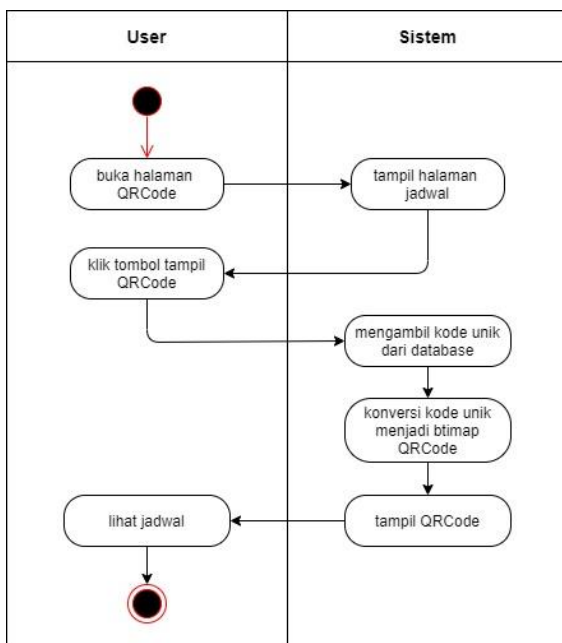 User
Sistem
buka halaman
QRCode
tampil halaman
jadwal
klik tombol tampil
QRCode
mengambil kode unik
dari database
konversi kode unik
menjadi btimap
QRCode
tampil QRCode
lihat jadwal